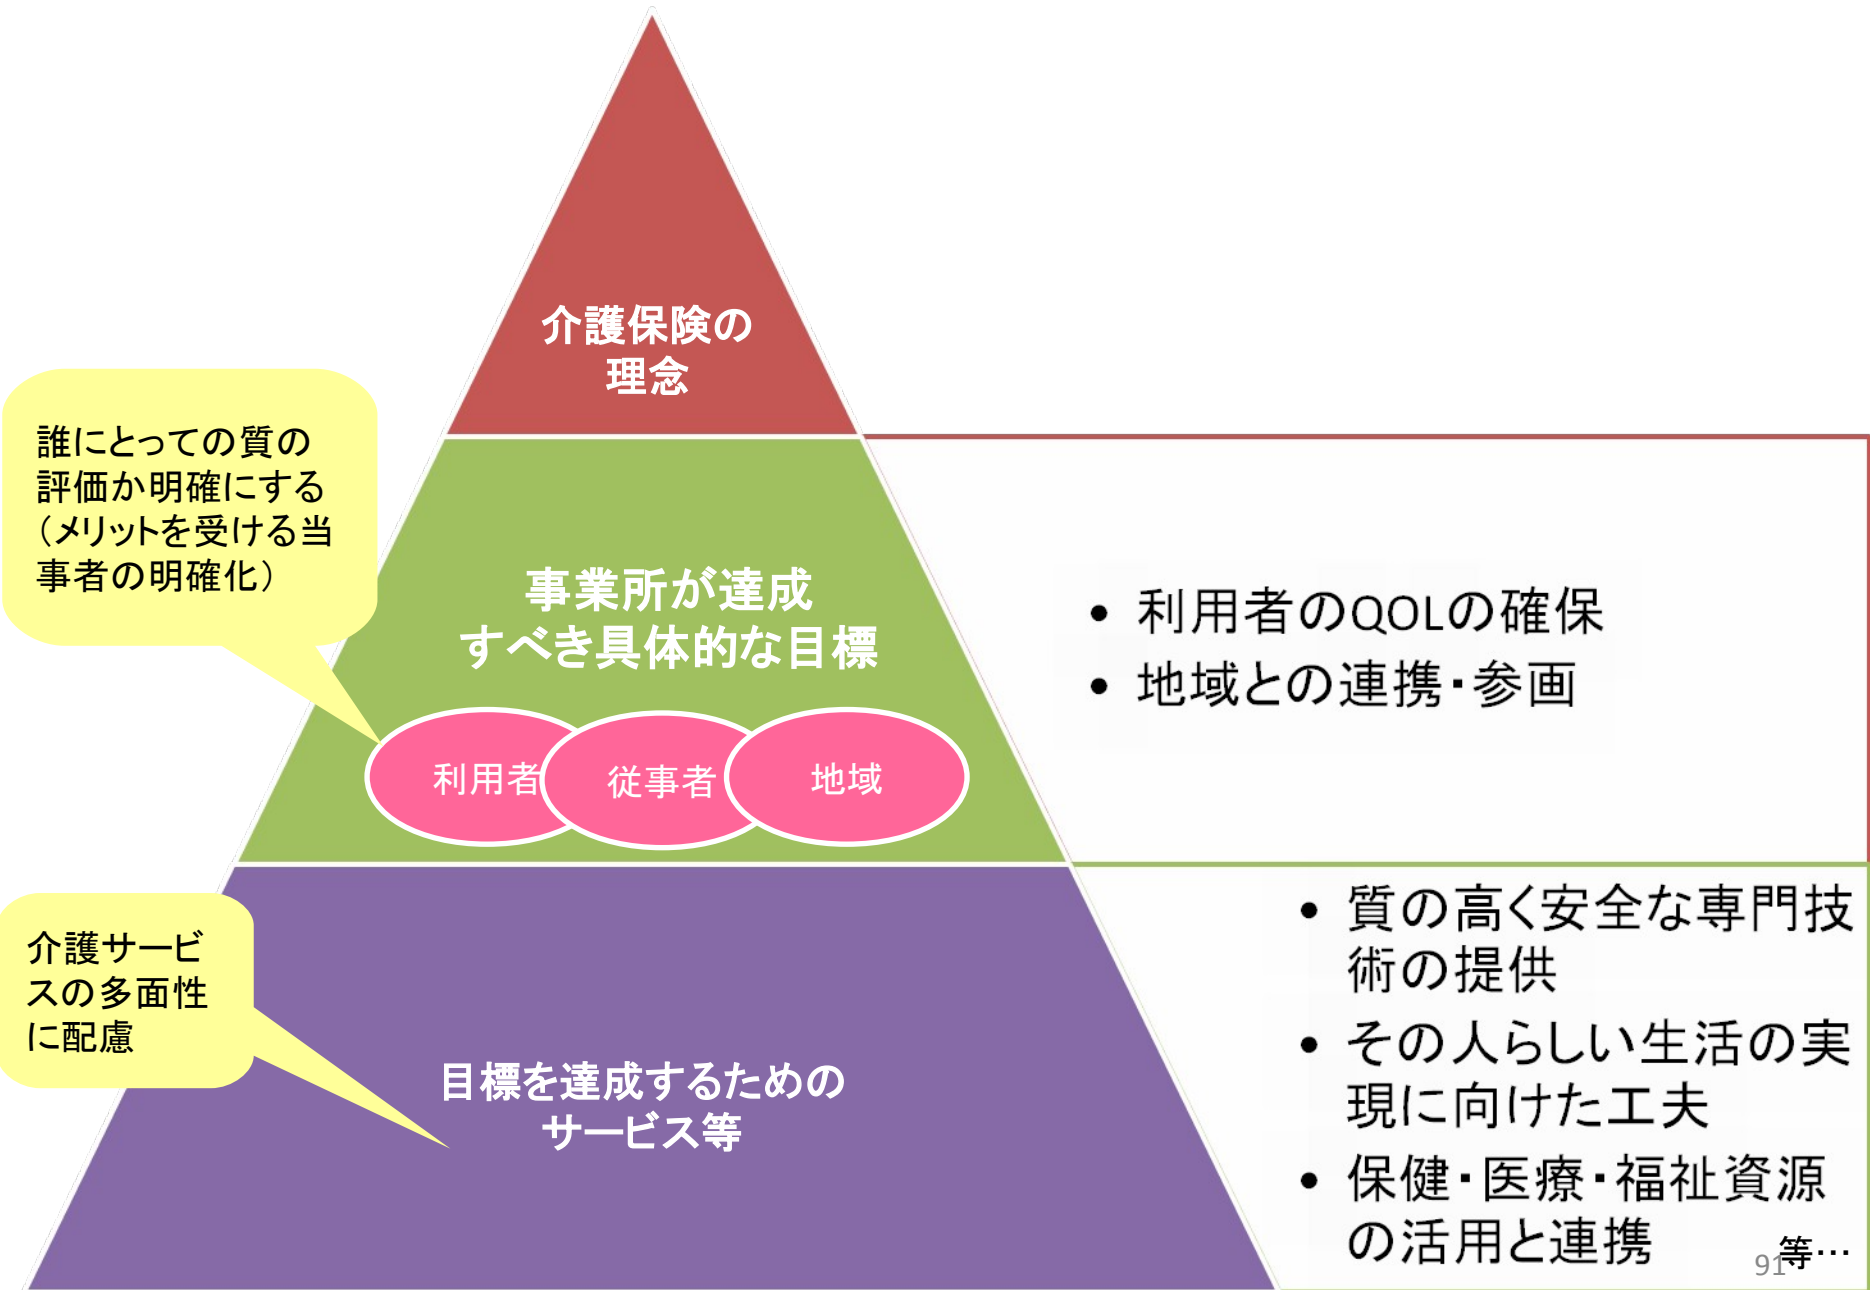 介護保険の
理念
誰にとっての質の
評価か明確にする
（メリットを受ける当
事者の明確化）
事業所が達成
すべき具体的な目標
利用者
従事者
地域
• 利用者のQOLの確保
• 地域との連携・参画
介護サービ
スの多面性
に配慮
目標を達成するための
サービス等
• 質の高く安全な専門技
術の提供
• その人らしい生活の実
現に向けた工夫
• 保健・医療・福祉資源
の活用と連携
等…
91